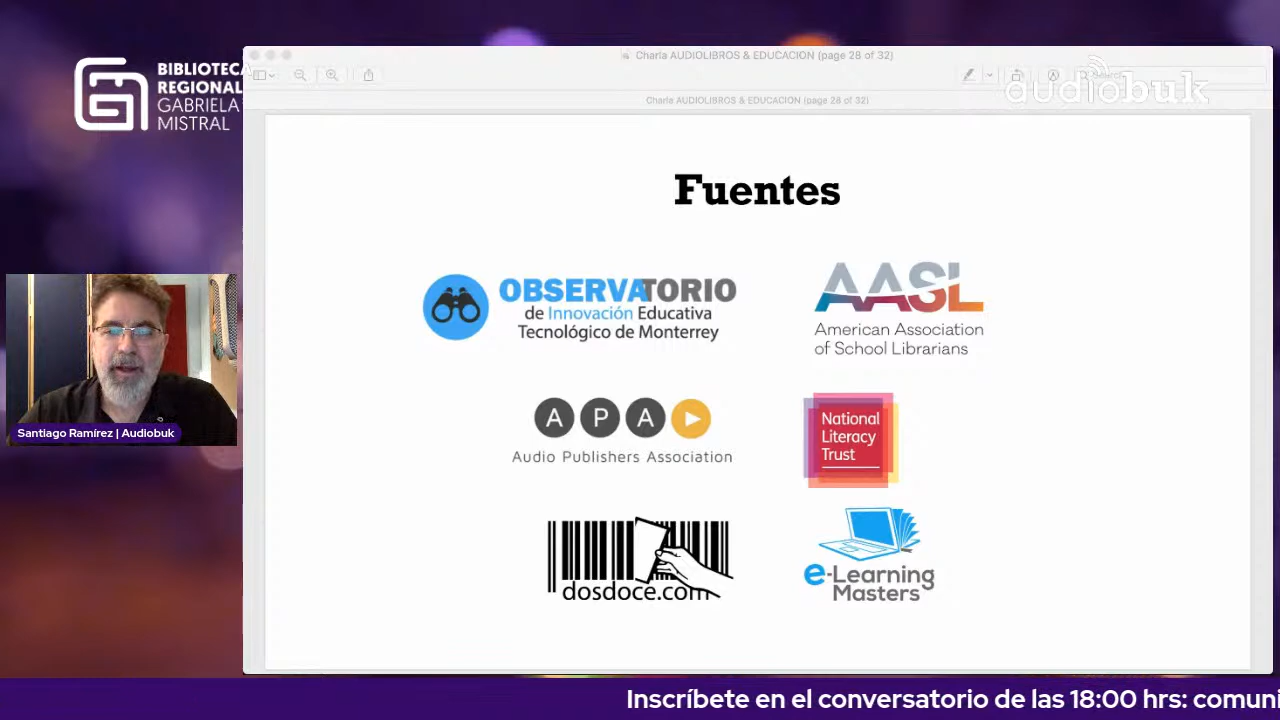 BIBLIOTECA
REGIONAL
GABRIELA
MISTRAL
Charla AUDIOLIBROS & EDUCACION (page 28 of 32)
Search
audiobuk
Charla AUDIOLIBROS & EDUCACION (page 28 of 32)
Fuentes
OBSERVATORIO
de Innovación Educativa
Tecnológico de Monterrey
AASL
American Association
of School Librarians
A P A
Audio Publishers Association
National
Literacy
Trust
dosdoce.com
e-Learning
Masters
Santiago Ramírez | Audiobuk
Inscríbete en el conversatorio de las 18:00 hrs: comuni